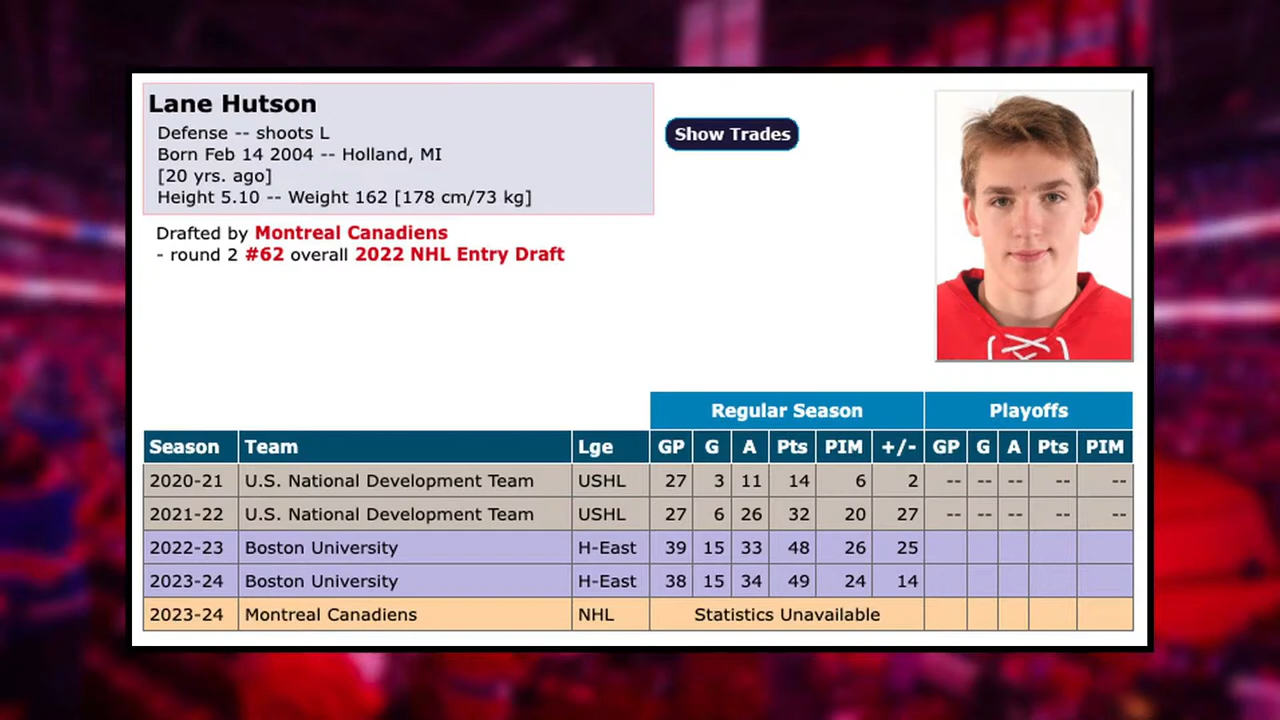 Lane Hutson
Defense -- shoots L
Born Feb 14 2004 -- Holland, MI
[20 yrs. ago]
Height 5.10 -- Weight 162 [178 cm/73 kg]
Show Trades
Drafted by Montreal Canadiens
- round 2 #62 overall 2022 NHL Entry Draft
Regular Season Playoffs
Season Team Lge GP G A Pts PIM +/- GP G A Pts PIM
2020-21 U.S. National Development Team USHL 27 3 11 14 6 2 -- -- -- -- --
2021-22 U.S. National Development Team USHL 27 6 26 32 20 27 -- -- -- -- --
2022-23 Boston University H-East 39 15 33 48 26 25
2023-24 Boston University H-East 38 15 34 49 24 14
2023-24 Montreal Canadiens NHL Statistics Unavailable